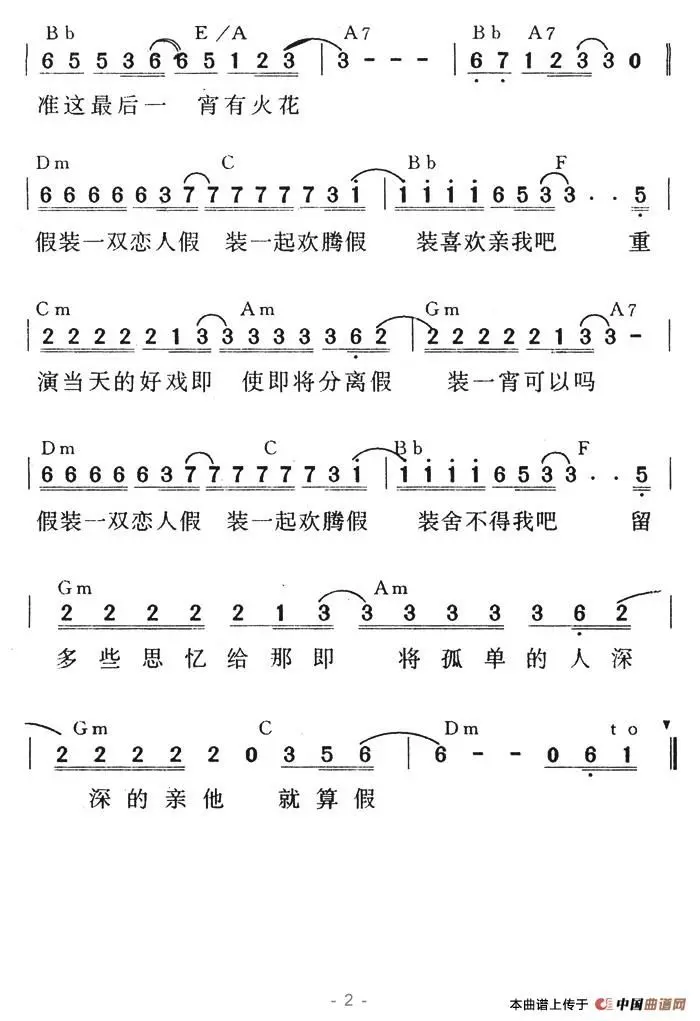 Bb E/A A7 Bb A7
6 5 5 3 6 6 5 1 2 3 | 3 - - - | 6 7 1 2 3 3 0 ||
准这最后一 宵有火花
Dm C Bb F
| 6 6 6 6 6 3 7 7 7 7 7 7 3 1 | 1 1 1 1 6 5 3 3 · · 5
假装一双恋人假 装一起欢腾假 装喜欢亲我吧 重
Cm Am Gm A7
| 2 2 2 2 2 1 3 3 3 3 3 3 6 2 | 2 2 2 2 2 1 3 3 -
演当天的好戏即 使即将分离假 装一宵可以吗
Dm C Bb F
| 6 6 6 6 6 3 7 7 7 7 7 7 3 1 | 1 1 1 1 6 5 3 3 · · 5
假装一双恋人假 装一起欢腾假 装舍不得我吧 留
Gm Am
| 2 2 2 2 2 1 3 3 3 3 3 3 6 2
多些思忆给那即 将孤单的人深
Gm C Dm to
| 2 2 2 2 2 0 3 5 6 | 6 - - 0 6 1 ||
深的亲他 就算假
- 2 -
本曲谱上传于 中国曲谱网